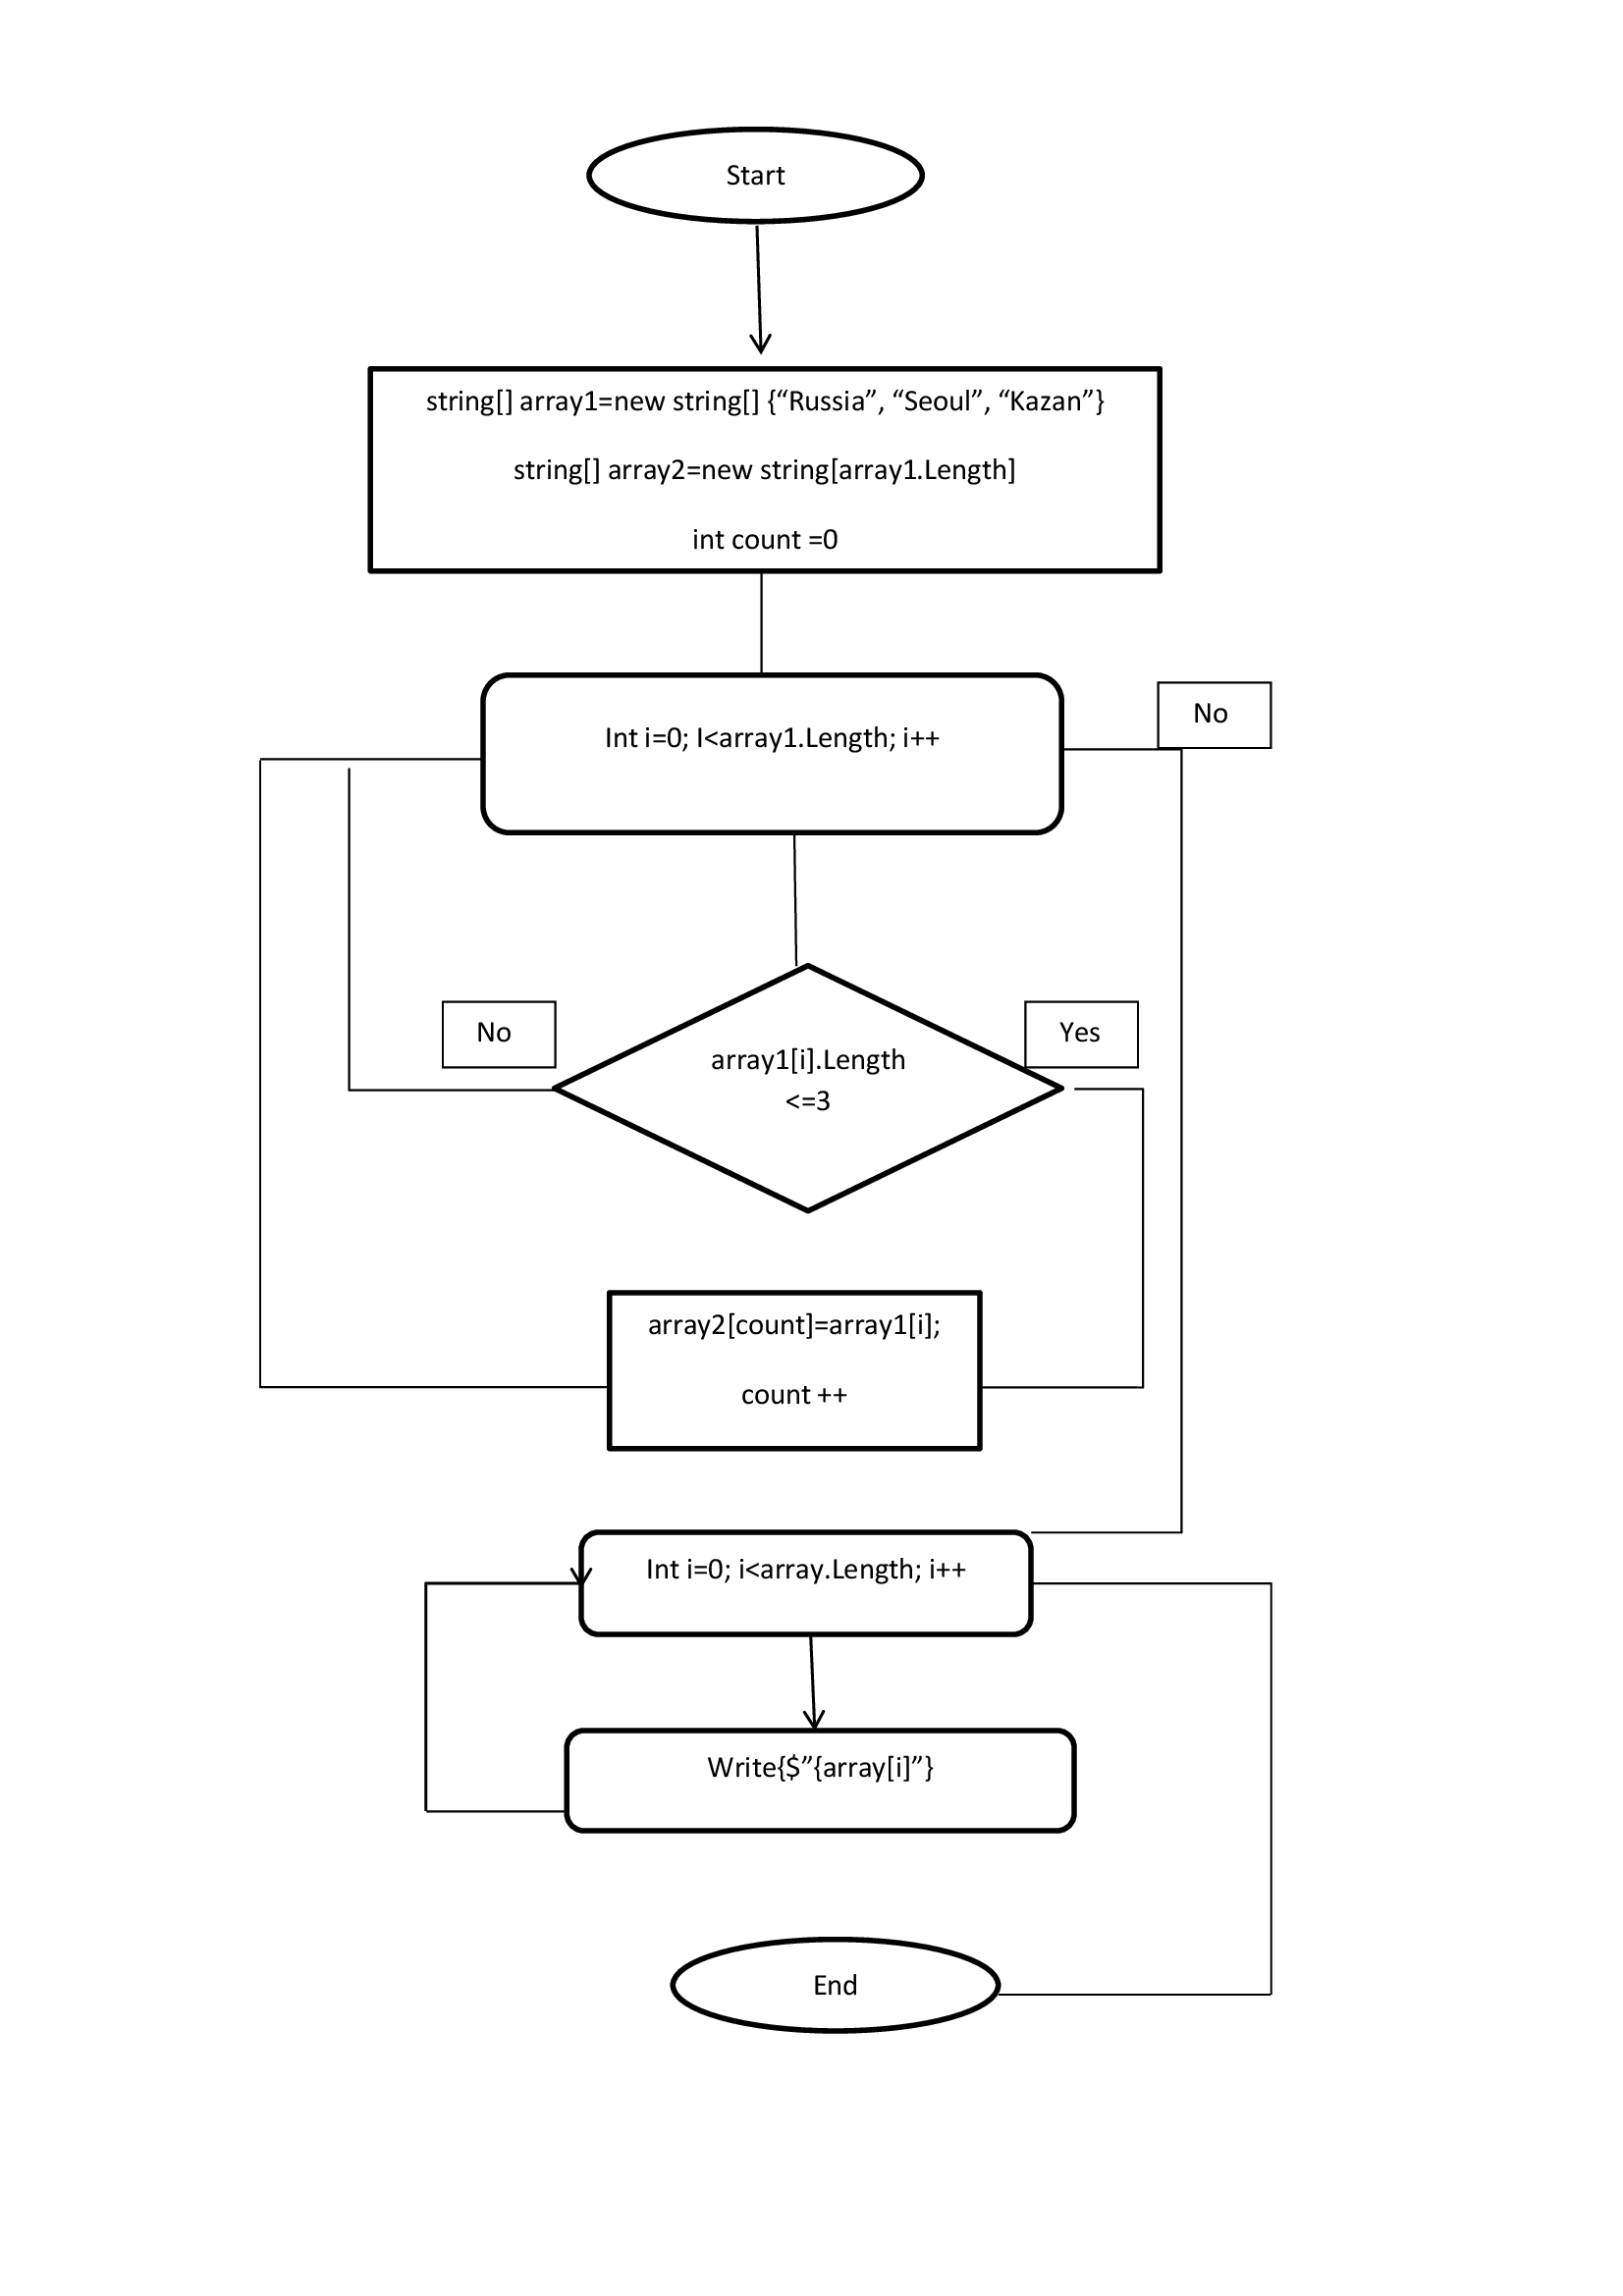 Start
string[] array1=new string[] {“Russia”, “Seoul”, “Kazan”}
string[] array2=new string[array1.Length]
int count =0
No
Int i=0; I<array1.Length; i++
No
Yes
array1[i].Length
<=3
array2[count]=array1[i];
count ++
Int i=0; i<array.Length; i++
Write{$”{array[i]”}
End